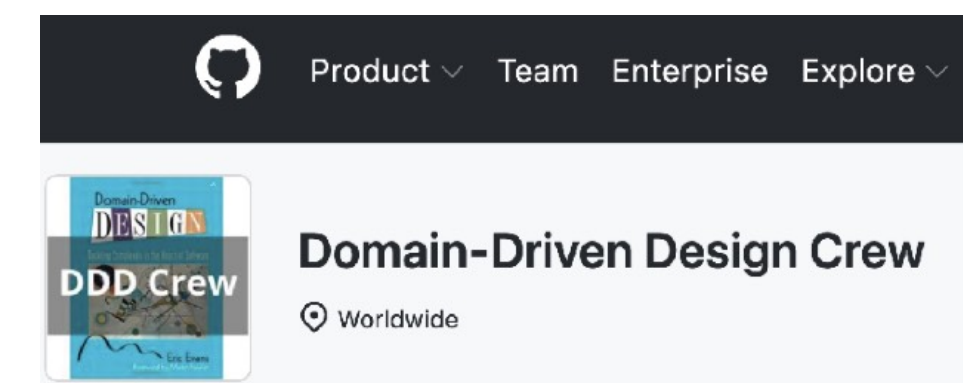 Product Team Enterprise Explore
Domain-Driven
DESIGN
DDD Crew
Eric Evans
Domain-Driven Design Crew
Worldwide